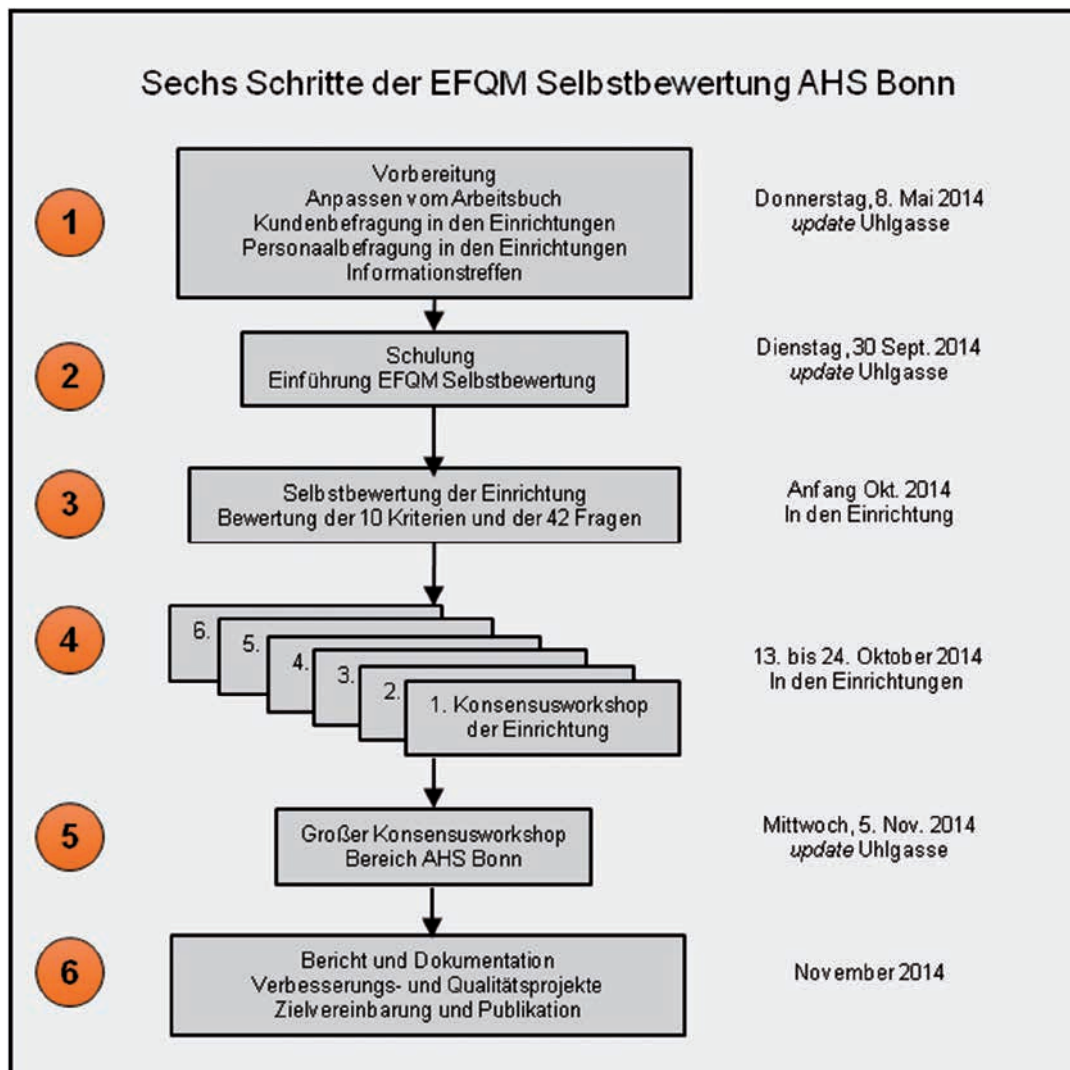 Sechs Schritte der EFQM Selbstbewertung AHS Bonn
1
Vorbereitung
Anpassen vom Arbeitsbuch
Kundenbefragung in den Einrichtungen
Personaalbefragung in den Einrichtungen
Informationstreffen
Donnerstag, 8. Mai 2014
update Uhlgasse
2
Schulung
Einführung EFQM Selbstbewertung
Dienstag, 30 Sept. 2014
update Uhlgasse
3
Selbstbewertung der Einrichtung
Bewertung der 10 Kriterien und der 42 Fragen
Anfang Okt. 2014
In den Einrichtung
4
6.
5.
4.
3.
2.
1. Konsensusworkshop
der Einrichtung
13. bis 24. Oktober 2014
In den Einrichtungen
5
Großer Konsensusworkshop
Bereich AHS Bonn
Mittwoch, 5. Nov. 2014
update Uhlgasse
6
Bericht und Dokumentation
Verbesserungs- und Qualitätsprojekte
Zielvereinbarung und Publikation
November 2014